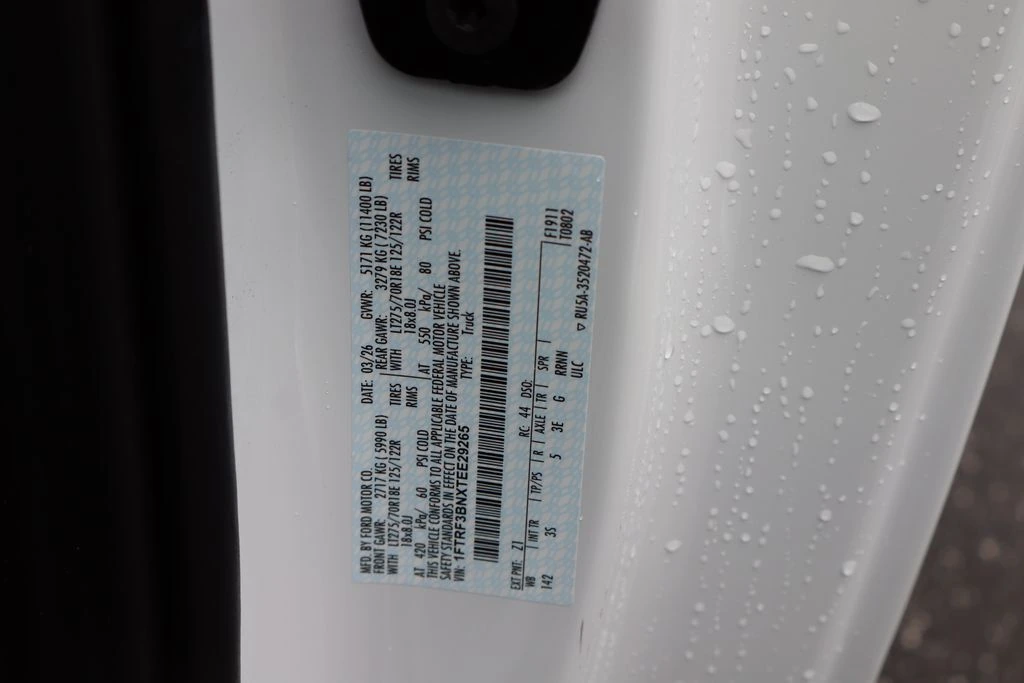 MFD. BY FORD MOTOR CO. DATE: 03/26 GVWR: 5171 KG (11400 LB)
FRONT GAWR: 2717 KG ( 5990 LB) REAR GAWR: 3279 KG ( 7230 LB)
WITH LT275/70R18E 125/122R TIRES WITH LT275/70R18E 125/122R TIRES
18x8.0J RIMS 18x8.0J RIMS
AT 420 kPa/ 60 PSI COLD AT 550 kPa/ 80 PSI COLD
THIS VEHICLE CONFORMS TO ALL APPLICABLE FEDERAL MOTOR VEHICLE
SAFETY STANDARDS IN EFFECT ON THE DATE OF MANUFACTURE SHOWN ABOVE.
VIN: 1FTRF3BNXTEE29265 TYPE: Truck
EXT PNT: Z1 RC: 44 DSO: F1911
WB INT TR TP/PS R AXLE TR SPR T0802
142 3S 5 3E G RRNN
ULC ▽ RU5A-3520472-AB